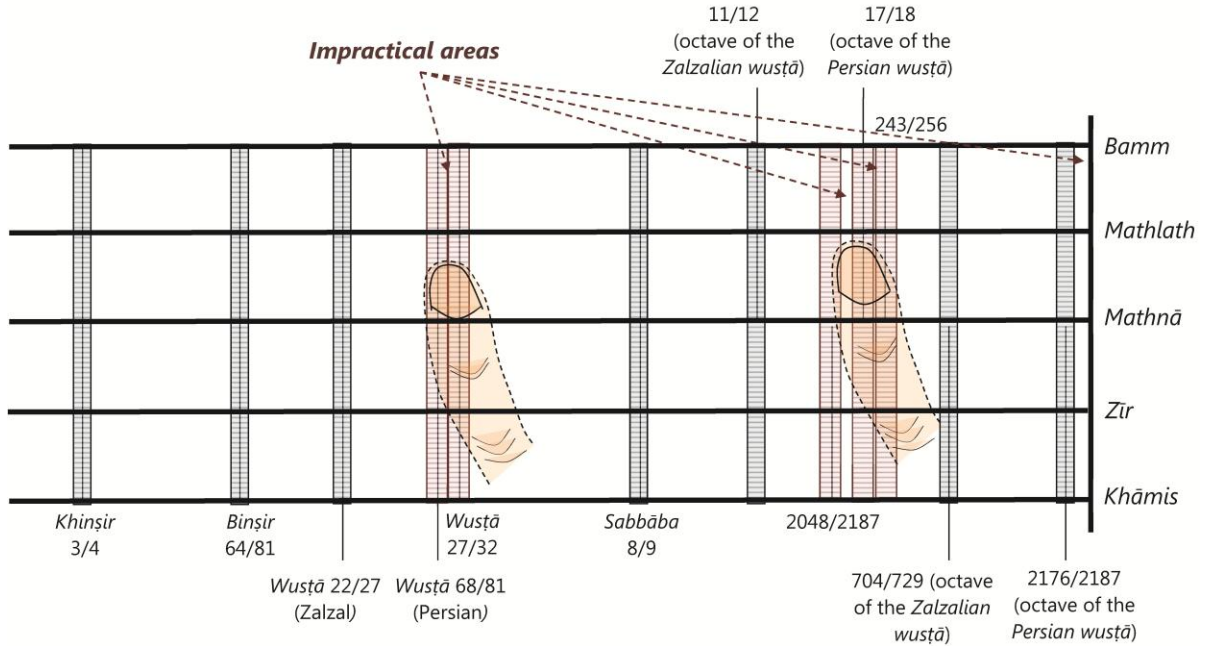 11/12
(octave of the
Zalzalian wusṭā)
17/18
(octave of the
Persian wusṭā)
Impractical areas
243/256
Bamm
Mathlath
Mathnā
Zīr
Khāmis
Khinṣir
3/4
Binṣir
64/81
Wusṭā
27/32
Sabbāba
8/9
2048/2187
Wusṭā 22/27
(Zalzal)
Wusṭā 68/81
(Persian)
704/729 (octave
of the Zalzalian
wusṭā)
2176/2187
(octave of the
Persian wusṭā)